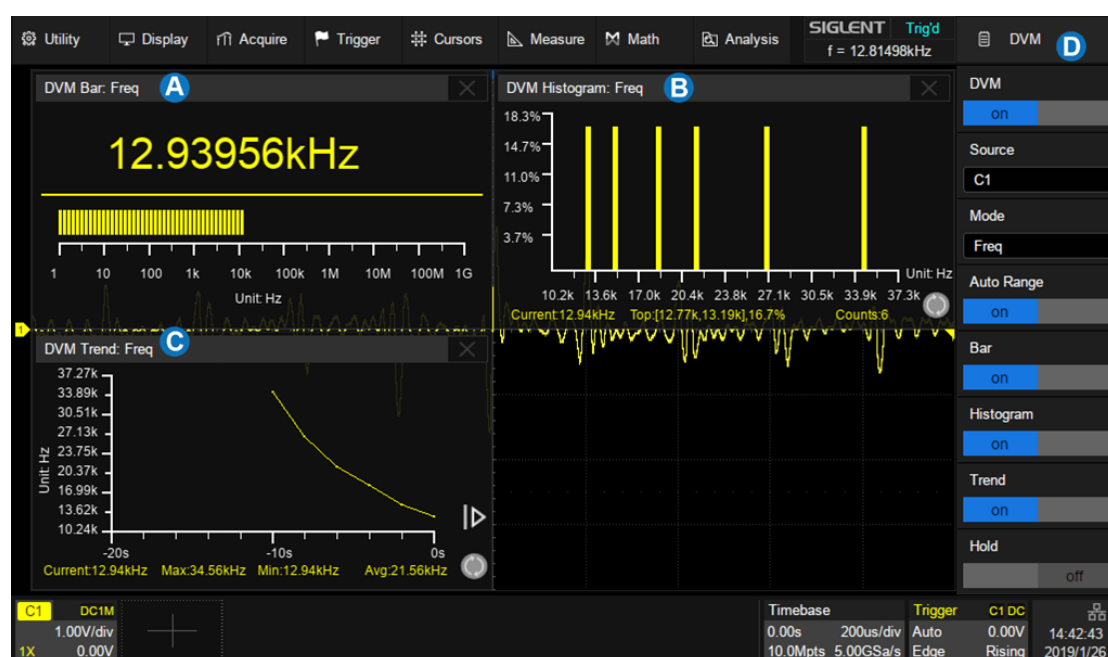 Utility Display Acquire Trigger Cursors Measure Math Analysis
SIGLENT Trig'd
f = 12.81498kHz
DVM D
DVM Bar: Freq A
12.93956kHz
1 10 100 1k 10k 100k 1M 10M 100M 1G
Unit: Hz
DVM Histogram: Freq B
18.3%
14.7%
11.0%
7.3%
3.7%
Unit: Hz
10.2k 13.6k 17.0k 20.4k 23.8k 27.1k 30.5k 33.9k 37.3k
Current:12.94kHz Top:[12.77k,13.19k],16.7% Counts:6
1
DVM Trend: Freq C
37.27k
33.89k
30.51k
27.13k
23.75k
20.37k
16.99k
13.62k
10.24k
Unit: Hz
-20s -10s 0s
Current:12.94kHz Max:34.56kHz Min:12.94kHz Avg:21.56kHz
DVM
on
Source
C1
Mode
Freq
Auto Range
on
Bar
on
Histogram
on
Trend
on
Hold
off
C1 DC1M
1.00V/div
1X 0.00V
Timebase
0.00s 200us/div
10.0Mpts 5.00GSa/s
Trigger C1 DC
Auto 0.00V
Edge Rising
14:42:43
2019/1/26